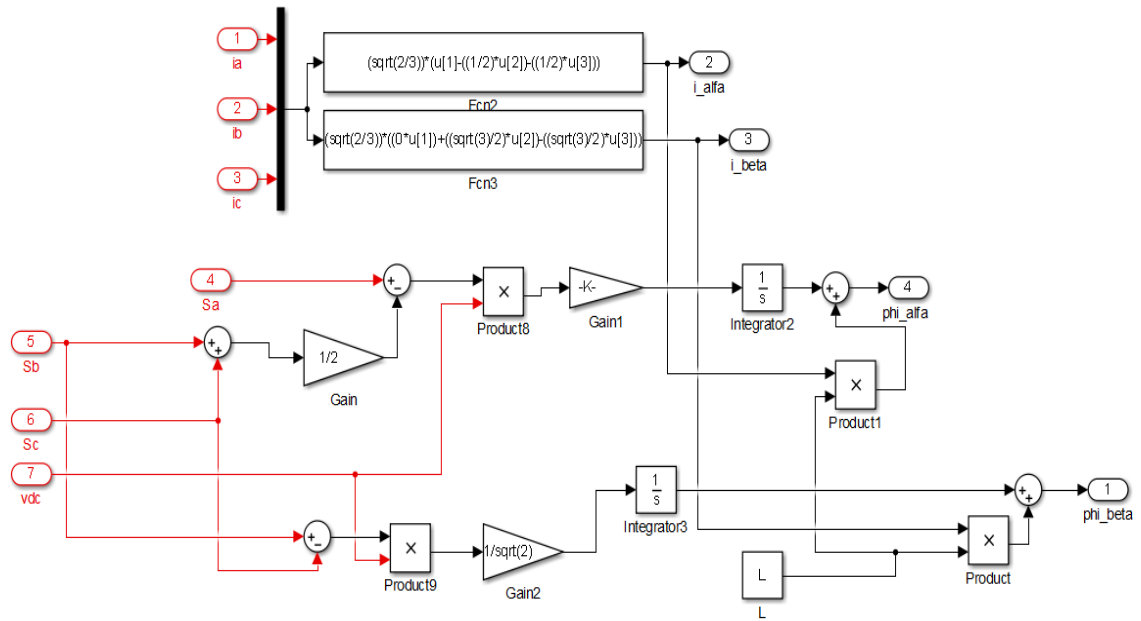 1
ia
2
ib
3
ic
(sqrt(2/3))*(u[1]-((1/2)*u[2])-((1/2)*u[3]))
Fcn2
(sqrt(2/3))*((0*u[1])+((sqrt(3)/2)*u[2])-((sqrt(3)/2)*u[3]))
Fcn3
2
i_alfa
3
i_beta
4
Sa
+
−
×
Product8
-K-
Gain1
1
s
Integrator2
+
+
4
phi_alfa
5
Sb
+
+
1/2
Gain
×
Product1
6
Sc
7
vdc
1
s
Integrator3
+
+
1
phi_beta
+
−
×
Product9
1/sqrt(2)
Gain2
L
L
×
Product